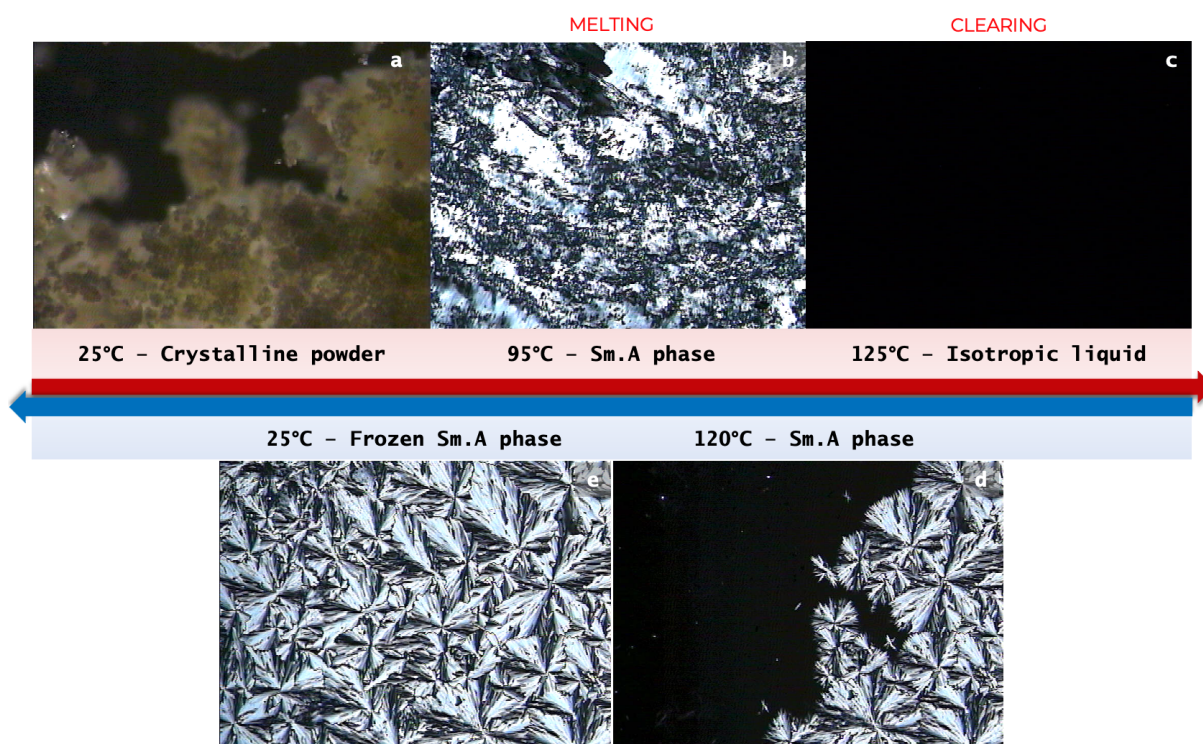 MELTING
CLEARING
a
b
c
25°C – Crystalline powder
95°C – Sm.A phase
125°C – Isotropic liquid
25°C – Frozen Sm.A phase
120°C – Sm.A phase
e
d